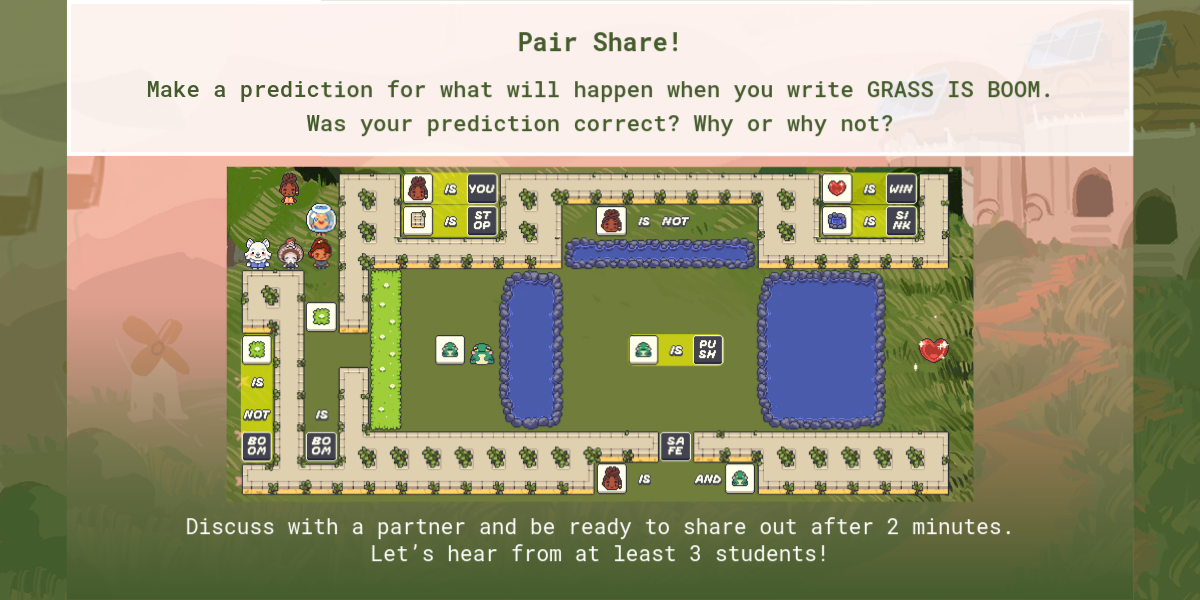 Pair Share!
Make a prediction for what will happen when you write GRASS IS BOOM.
Was your prediction correct? Why or why not?
IS YOU
IS WIN
IS STOP
IS NOT
IS SINK
IS PUSH
IS
NOT
IS
BOOM
BOOM
SAFE
IS AND
Discuss with a partner and be ready to share out after 2 minutes.
Let’s hear from at least 3 students!